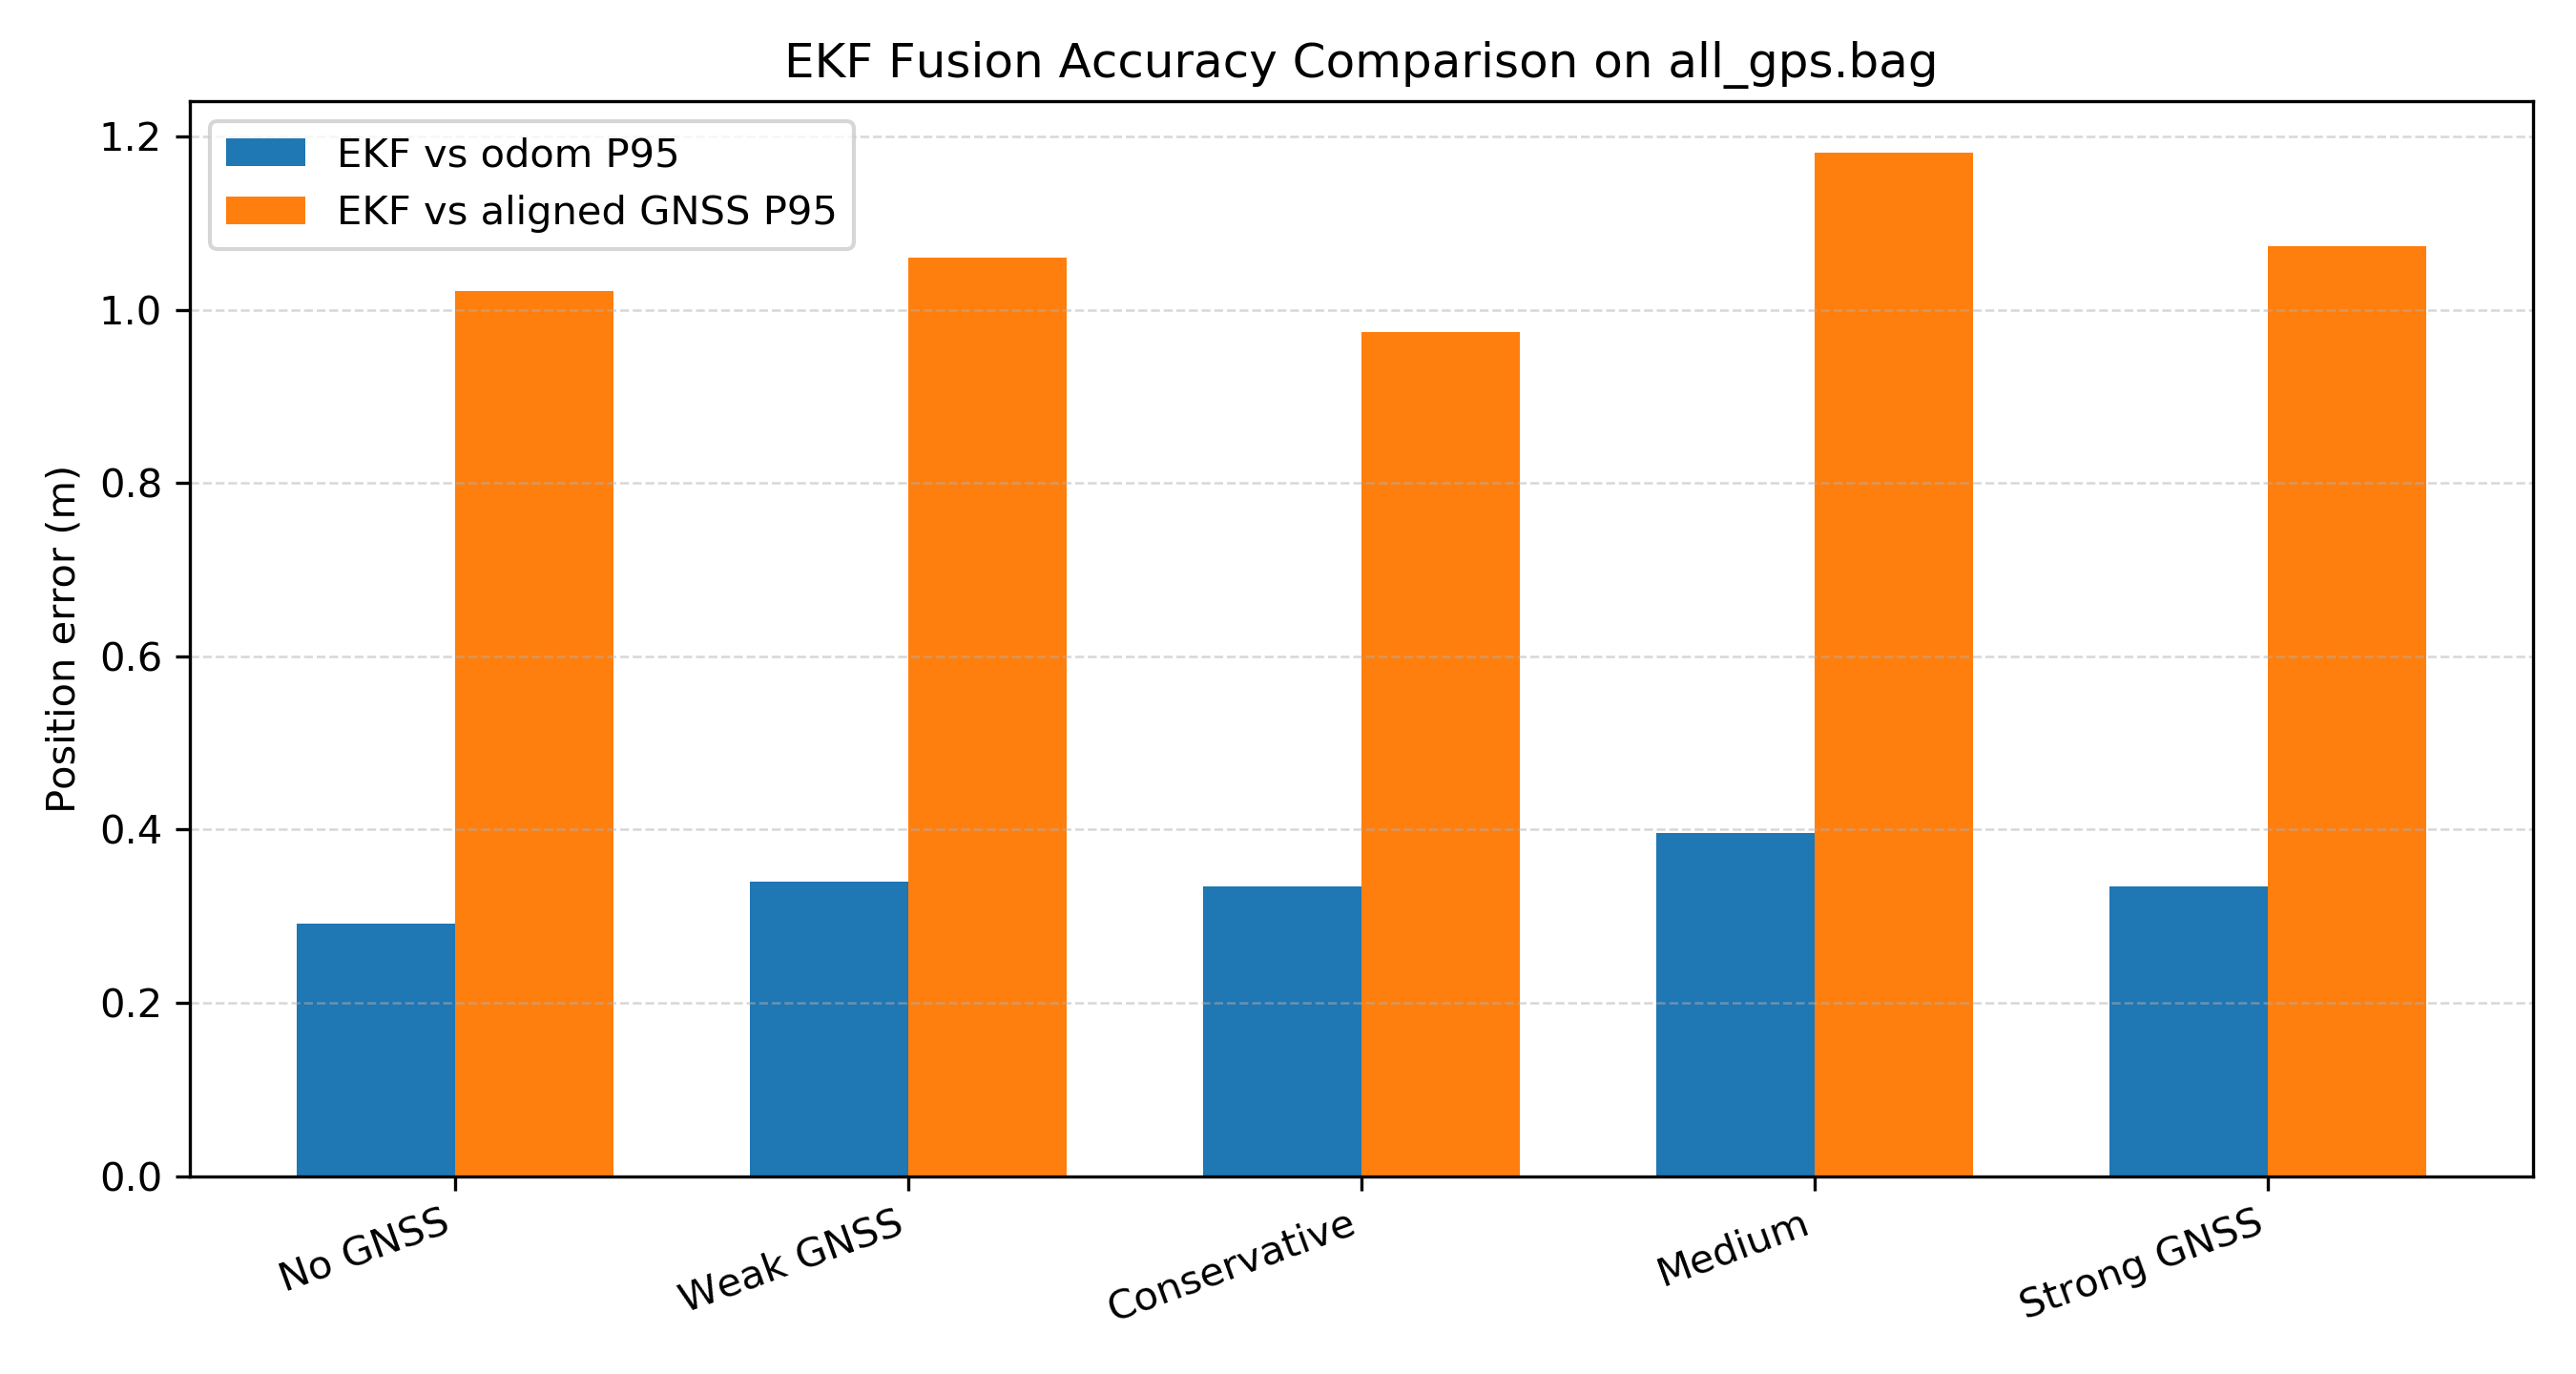 EKF Fusion Accuracy Comparison on all_gps.bag
EKF vs odom P95
EKF vs aligned GNSS P95
Position error (m)
1.2
1.0
0.8
0.6
0.4
0.2
0.0
No GNSS
Weak GNSS
Conservative
Medium
Strong GNSS